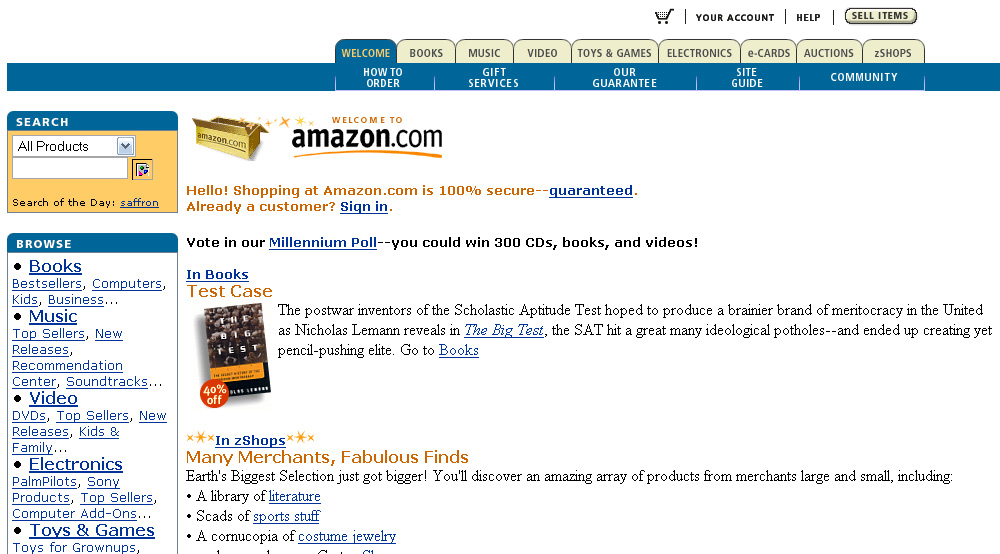 YOUR ACCOUNT HELP SELL ITEMS
WELCOME BOOKS MUSIC VIDEO TOYS & GAMES ELECTRONICS e-CARDS AUCTIONS zSHOPS
HOW TO ORDER GIFT SERVICES OUR GUARANTEE SITE GUIDE COMMUNITY
SEARCH
All Products
Search of the Day: saffron
BROWSE
• Books
Bestsellers, Computers,
Kids, Business...
• Music
Top Sellers, New
Releases,
Recommendation
Center, Soundtracks...
• Video
DVDs, Top Sellers, New
Releases, Kids &
Family...
• Electronics
PalmPilots, Sony
Products, Top Sellers,
Computer Add-Ons...
• Toys & Games
Toys for Grownups,
amazon.com
WELCOME TO
amazon.com
Hello! Shopping at Amazon.com is 100% secure--guaranteed.
Already a customer? Sign in.
Vote in our Millennium Poll--you could win 300 CDs, books, and videos!
In Books
Test Case
THE
BIG
TEST
40%
off
The postwar inventors of the Scholastic Aptitude Test hoped to produce a brainier brand of meritocracy in the United
as Nicholas Lemann reveals in The Big Test, the SAT hit a great many ideological potholes--and ended up creating yet
pencil-pushing elite. Go to Books
In zShops
Many Merchants, Fabulous Finds
Earth's Biggest Selection just got bigger! You'll discover an amazing array of products from merchants large and small, including:
• A library of literature
• Scads of sports stuff
• A cornucopia of costume jewelry